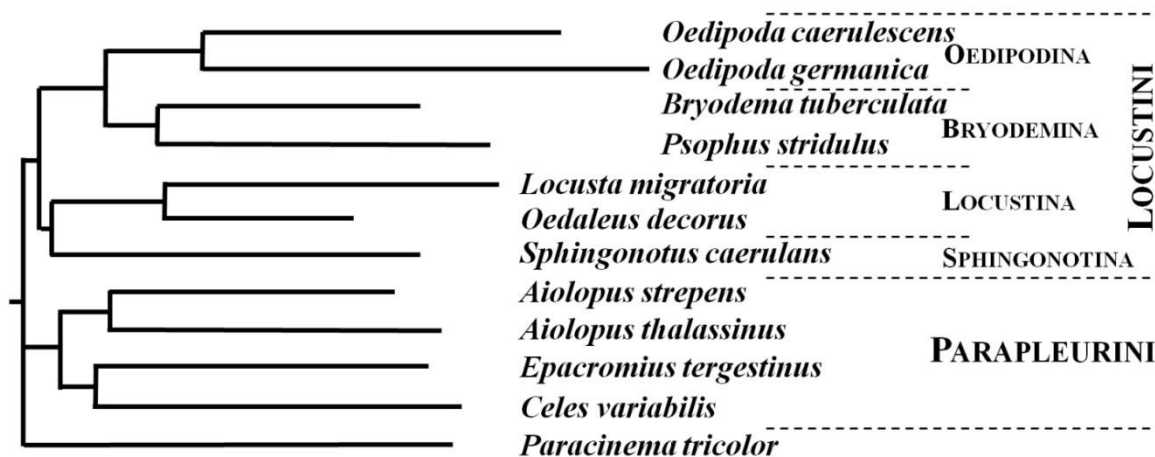 Oedipoda caerulescens
Oedipoda germanica
OEDIPODINA
Bryodema tuberculata
Psophus stridulus
BRYODEMINA
Locusta migratoria
Oedaleus decorus
LOCUSTINA
Sphingonotus caerulans
SPHINGONOTINA
LOCUSTINI
Aiolopus strepens
Aiolopus thalassinus
Epacromius tergestinus
Celes variabilis
PARAPLEURINI
Paracinema tricolor